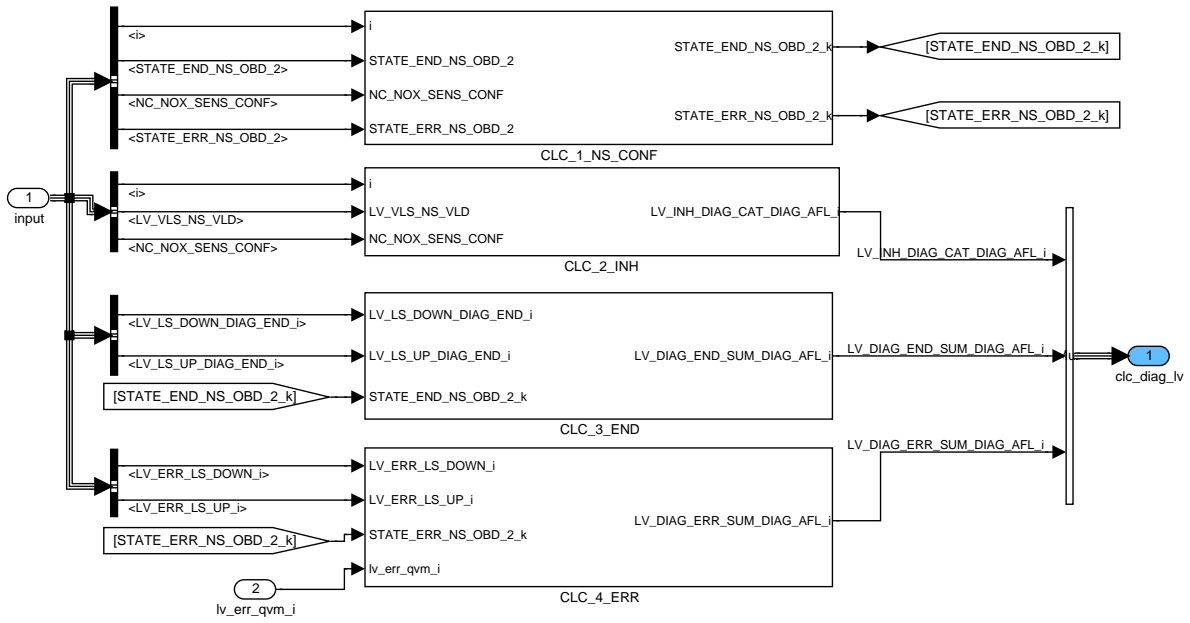 i
<i>
STATE_END_NS_OBD_2
<STATE_END_NS_OBD_2>
NC_NOX_SENS_CONF
<NC_NOX_SENS_CONF>
STATE_ERR_NS_OBD_2
<STATE_ERR_NS_OBD_2>
STATE_END_NS_OBD_2_k
[STATE_END_NS_OBD_2_k]
STATE_ERR_NS_OBD_2_k
[STATE_ERR_NS_OBD_2_k]
CLC_1_NS_CONF
1
input
i
<i>
LV_VLS_NS_VLD
<LV_VLS_NS_VLD>
NC_NOX_SENS_CONF
<NC_NOX_SENS_CONF>
LV_INH_DIAG_CAT_DIAG_AFL_i
CLC_2_INH
LV_INH_DIAG_CAT_DIAG_AFL_i
LV_LS_DOWN_DIAG_END_i
<LV_LS_DOWN_DIAG_END_i>
LV_LS_UP_DIAG_END_i
<LV_LS_UP_DIAG_END_i>
[STATE_END_NS_OBD_2_k]
STATE_END_NS_OBD_2_k
LV_DIAG_END_SUM_DIAG_AFL_i
LV_DIAG_END_SUM_DIAG_AFL_i
CLC_3_END
1
clc_diag_lv
LV_ERR_LS_DOWN_i
<LV_ERR_LS_DOWN_i>
LV_ERR_LS_UP_i
<LV_ERR_LS_UP_i>
[STATE_ERR_NS_OBD_2_k]
STATE_ERR_NS_OBD_2_k
LV_DIAG_ERR_SUM_DIAG_AFL_i
LV_DIAG_ERR_SUM_DIAG_AFL_i
lv_err_qvm_i
CLC_4_ERR
2
lv_err_qvm_i